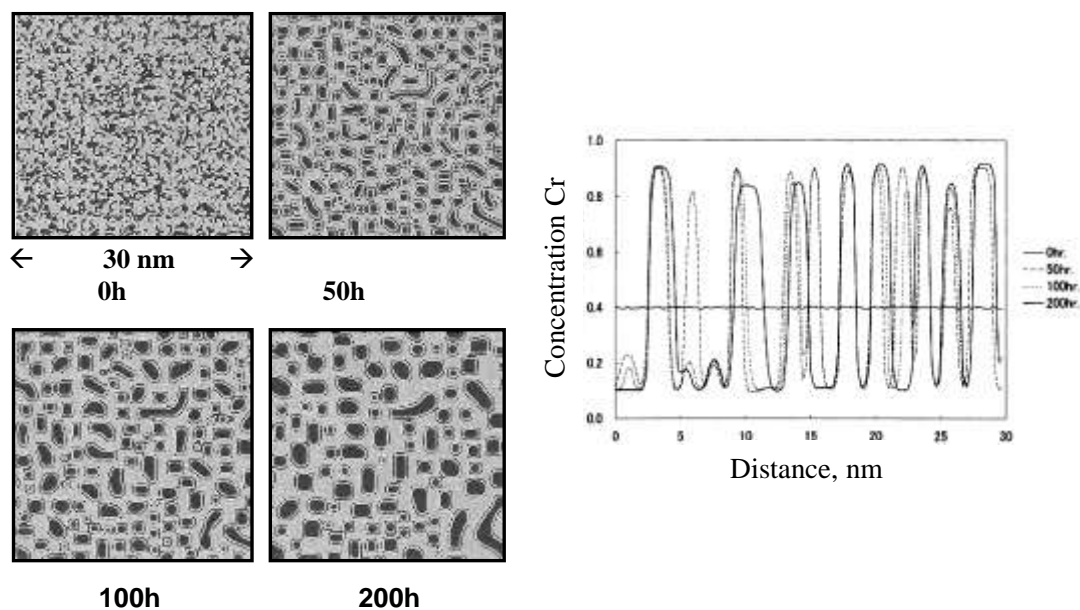 ← 30 nm →
0h 50h
100h 200h
Concentration Cr
1.0
0.8
0.6
0.4
0.2
0.0
0 5 10 15 20 25 30
Distance, nm
0hr.
50hr.
100hr.
200hr.